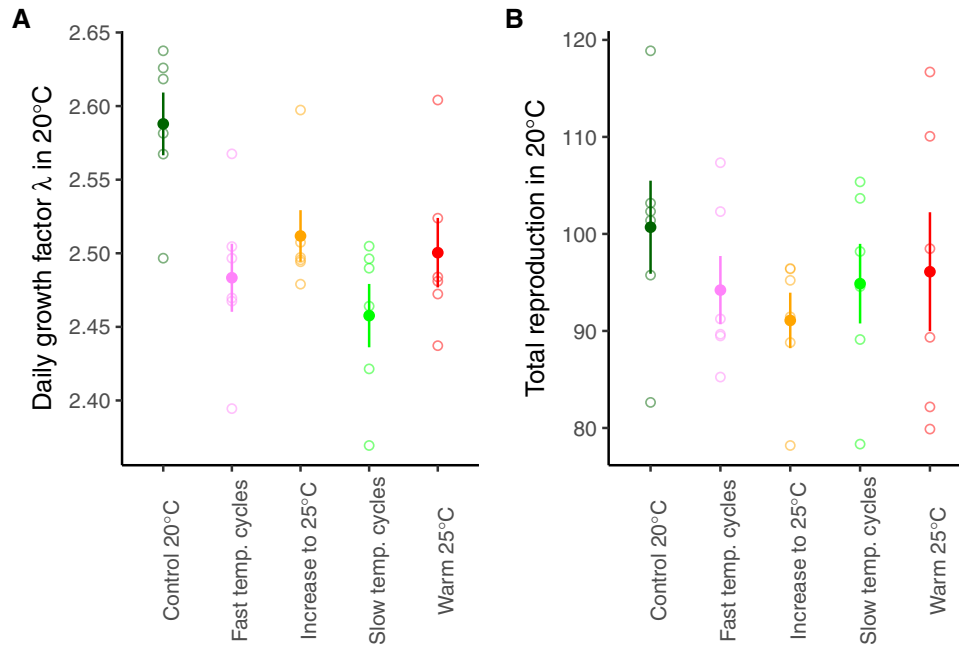 A
Daily growth factor λ in 20°C
2.65
2.60
2.55
2.50
2.45
2.40
Control 20°C
Fast temp. cycles
Increase to 25°C
Slow temp. cycles
Warm 25°C
B
Total reproduction in 20°C
120
110
100
90
80
Control 20°C
Fast temp. cycles
Increase to 25°C
Slow temp. cycles
Warm 25°C